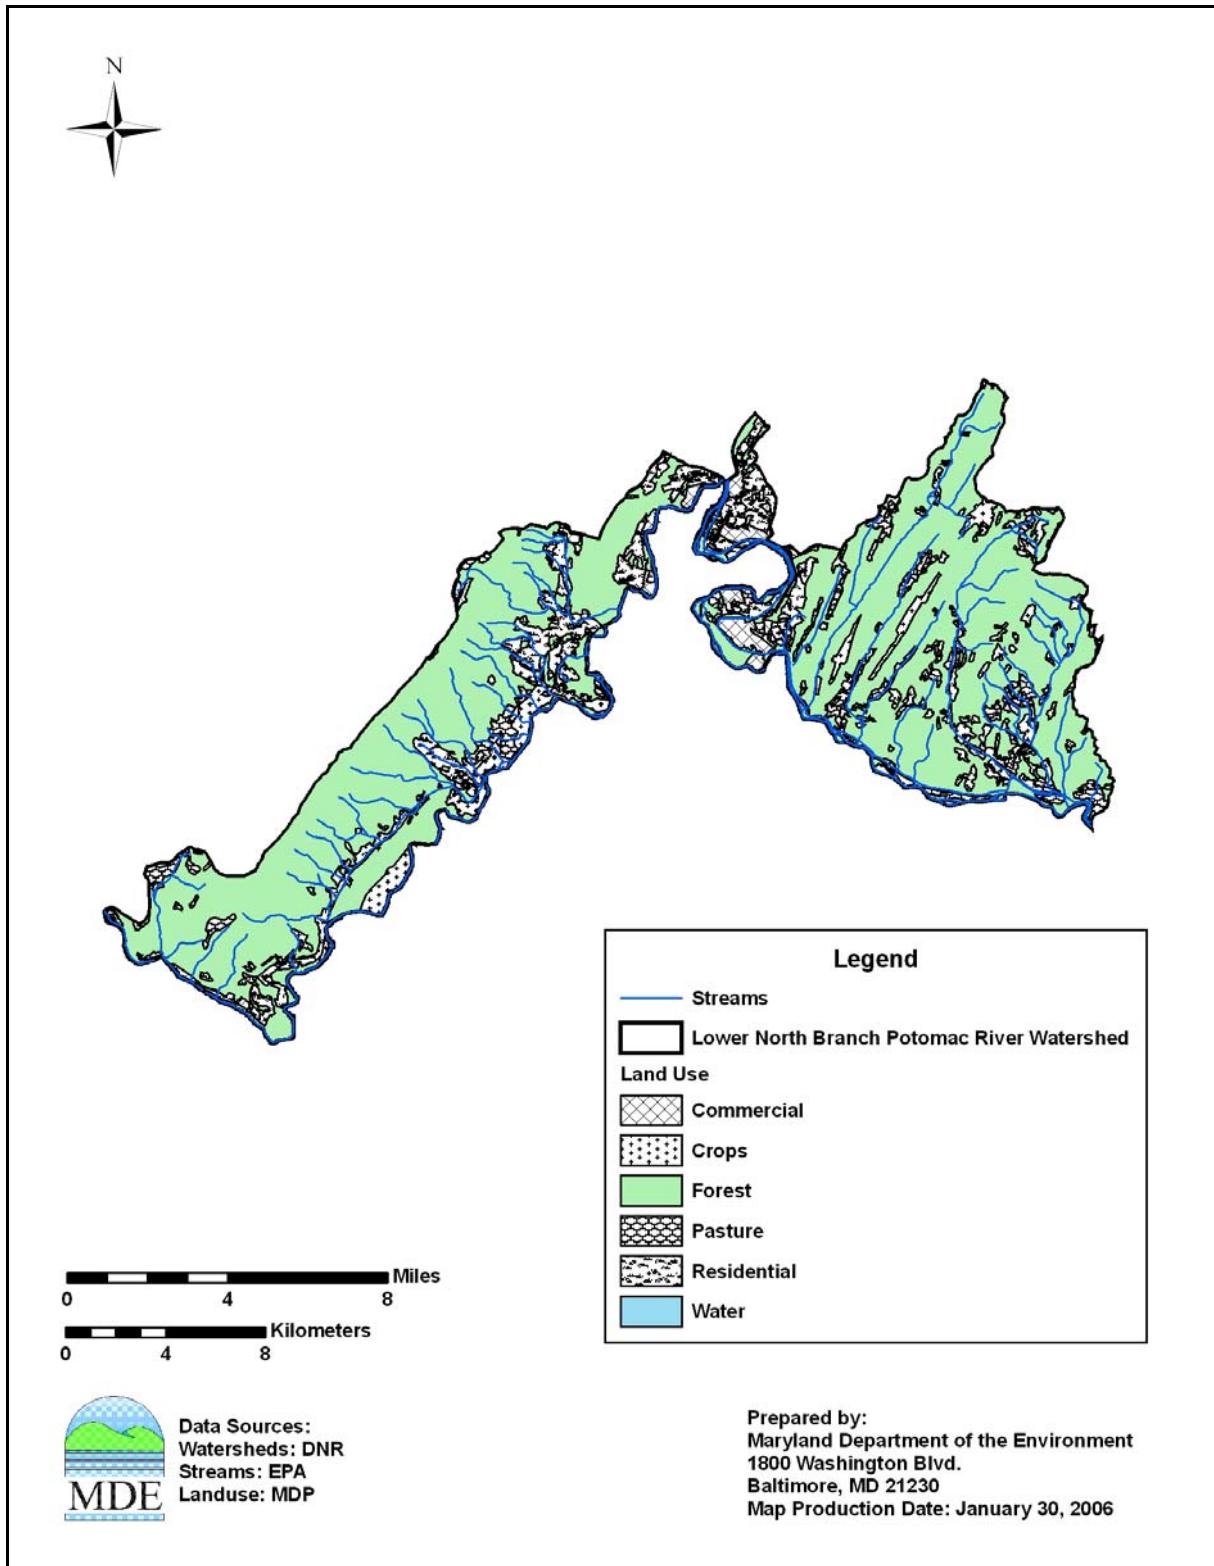 N
Legend
Streams
Lower North Branch Potomac River Watershed
Land Use
Commercial
Crops
Forest
Pasture
Residential
Water
Miles
0 4 8
Kilometers
0 4 8
MDE
Data Sources:
Watersheds: DNR
Streams: EPA
Landuse: MDP
Prepared by:
Maryland Department of the Environment
1800 Washington Blvd.
Baltimore, MD 21230
Map Production Date: January 30, 2006